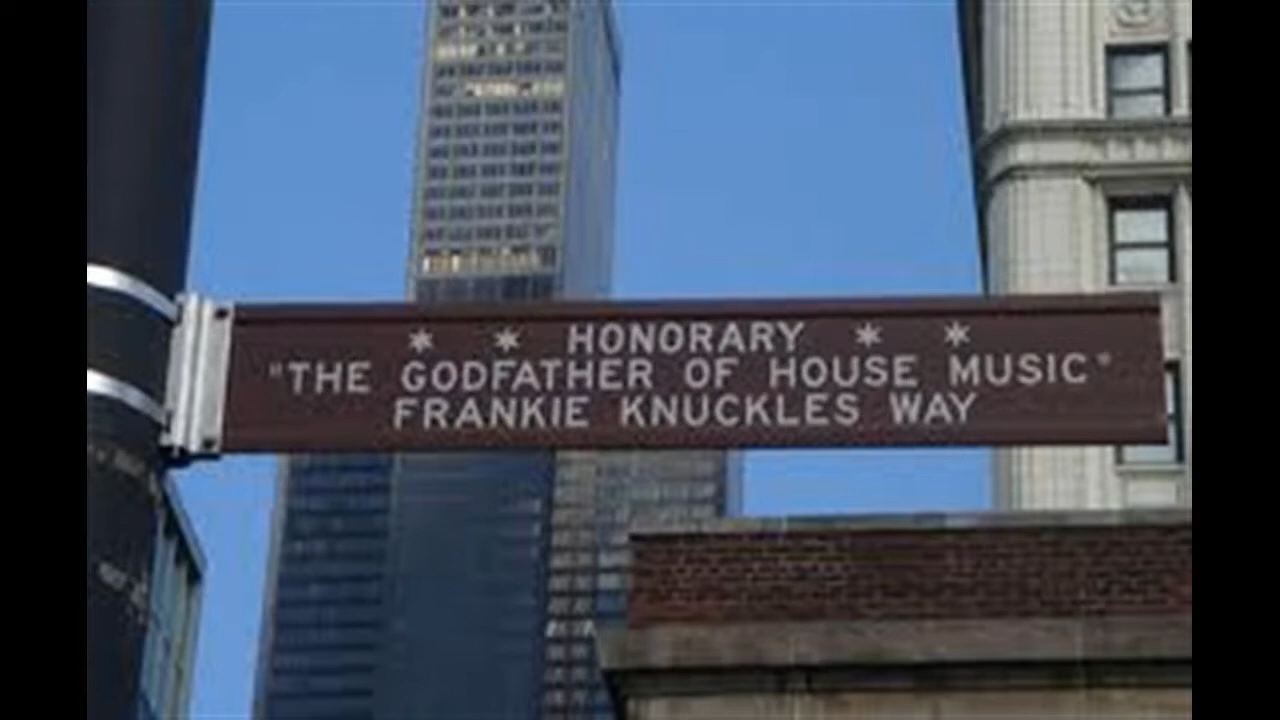 * * HONORARY * *
"THE GODFATHER OF HOUSE MUSIC"
FRANKIE KNUCKLES WAY